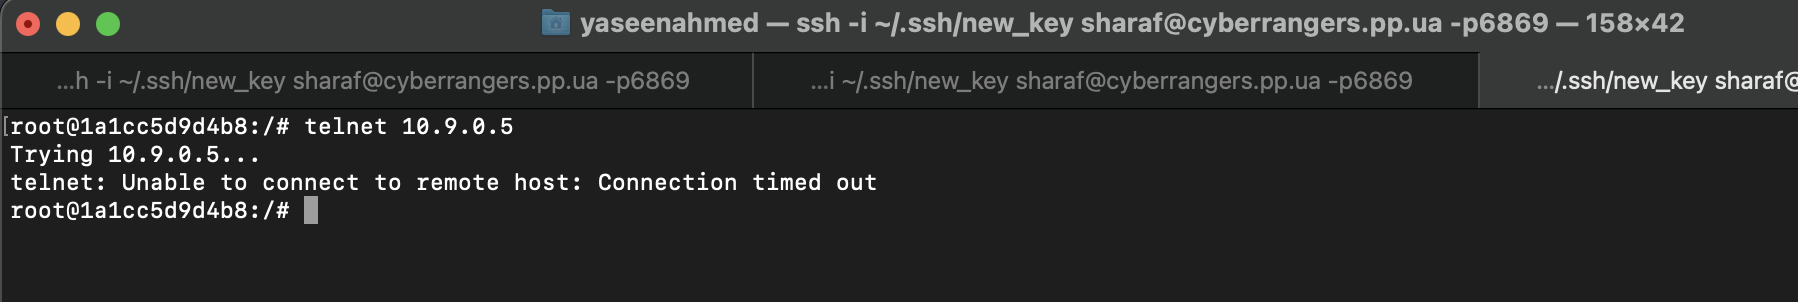 yaseenahmed — ssh -i ~/.ssh/new_key sharaf@cyberrangers.pp.ua -p6869 — 158×42
...h -i ~/.ssh/new_key sharaf@cyberrangers.pp.ua -p6869
...i ~/.ssh/new_key sharaf@cyberrangers.pp.ua -p6869
.../.ssh/new_key sharaf@
[root@1a1cc5d9d4b8:/# telnet 10.9.0.5
Trying 10.9.0.5...
telnet: Unable to connect to remote host: Connection timed out
root@1a1cc5d9d4b8:/#